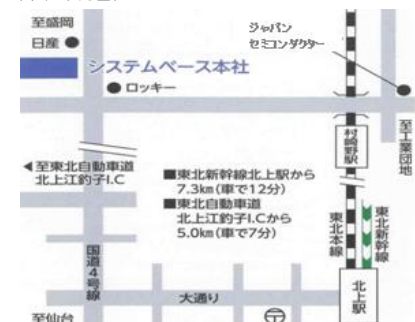 至盛岡
日産
ジャパン
セミコンダクター
システムベース本社
ロッキー
村崎野駅
至工業団地
◀至東北自動車道
北上江釣子I.C
■東北新幹線北上駅から
7.3km(車で12分)
■東北自動車道
北上江釣子I.Cから
5.0km(車で7分)
東北本線
東北新幹線
国道4号線
大通り
北上駅
至仙台